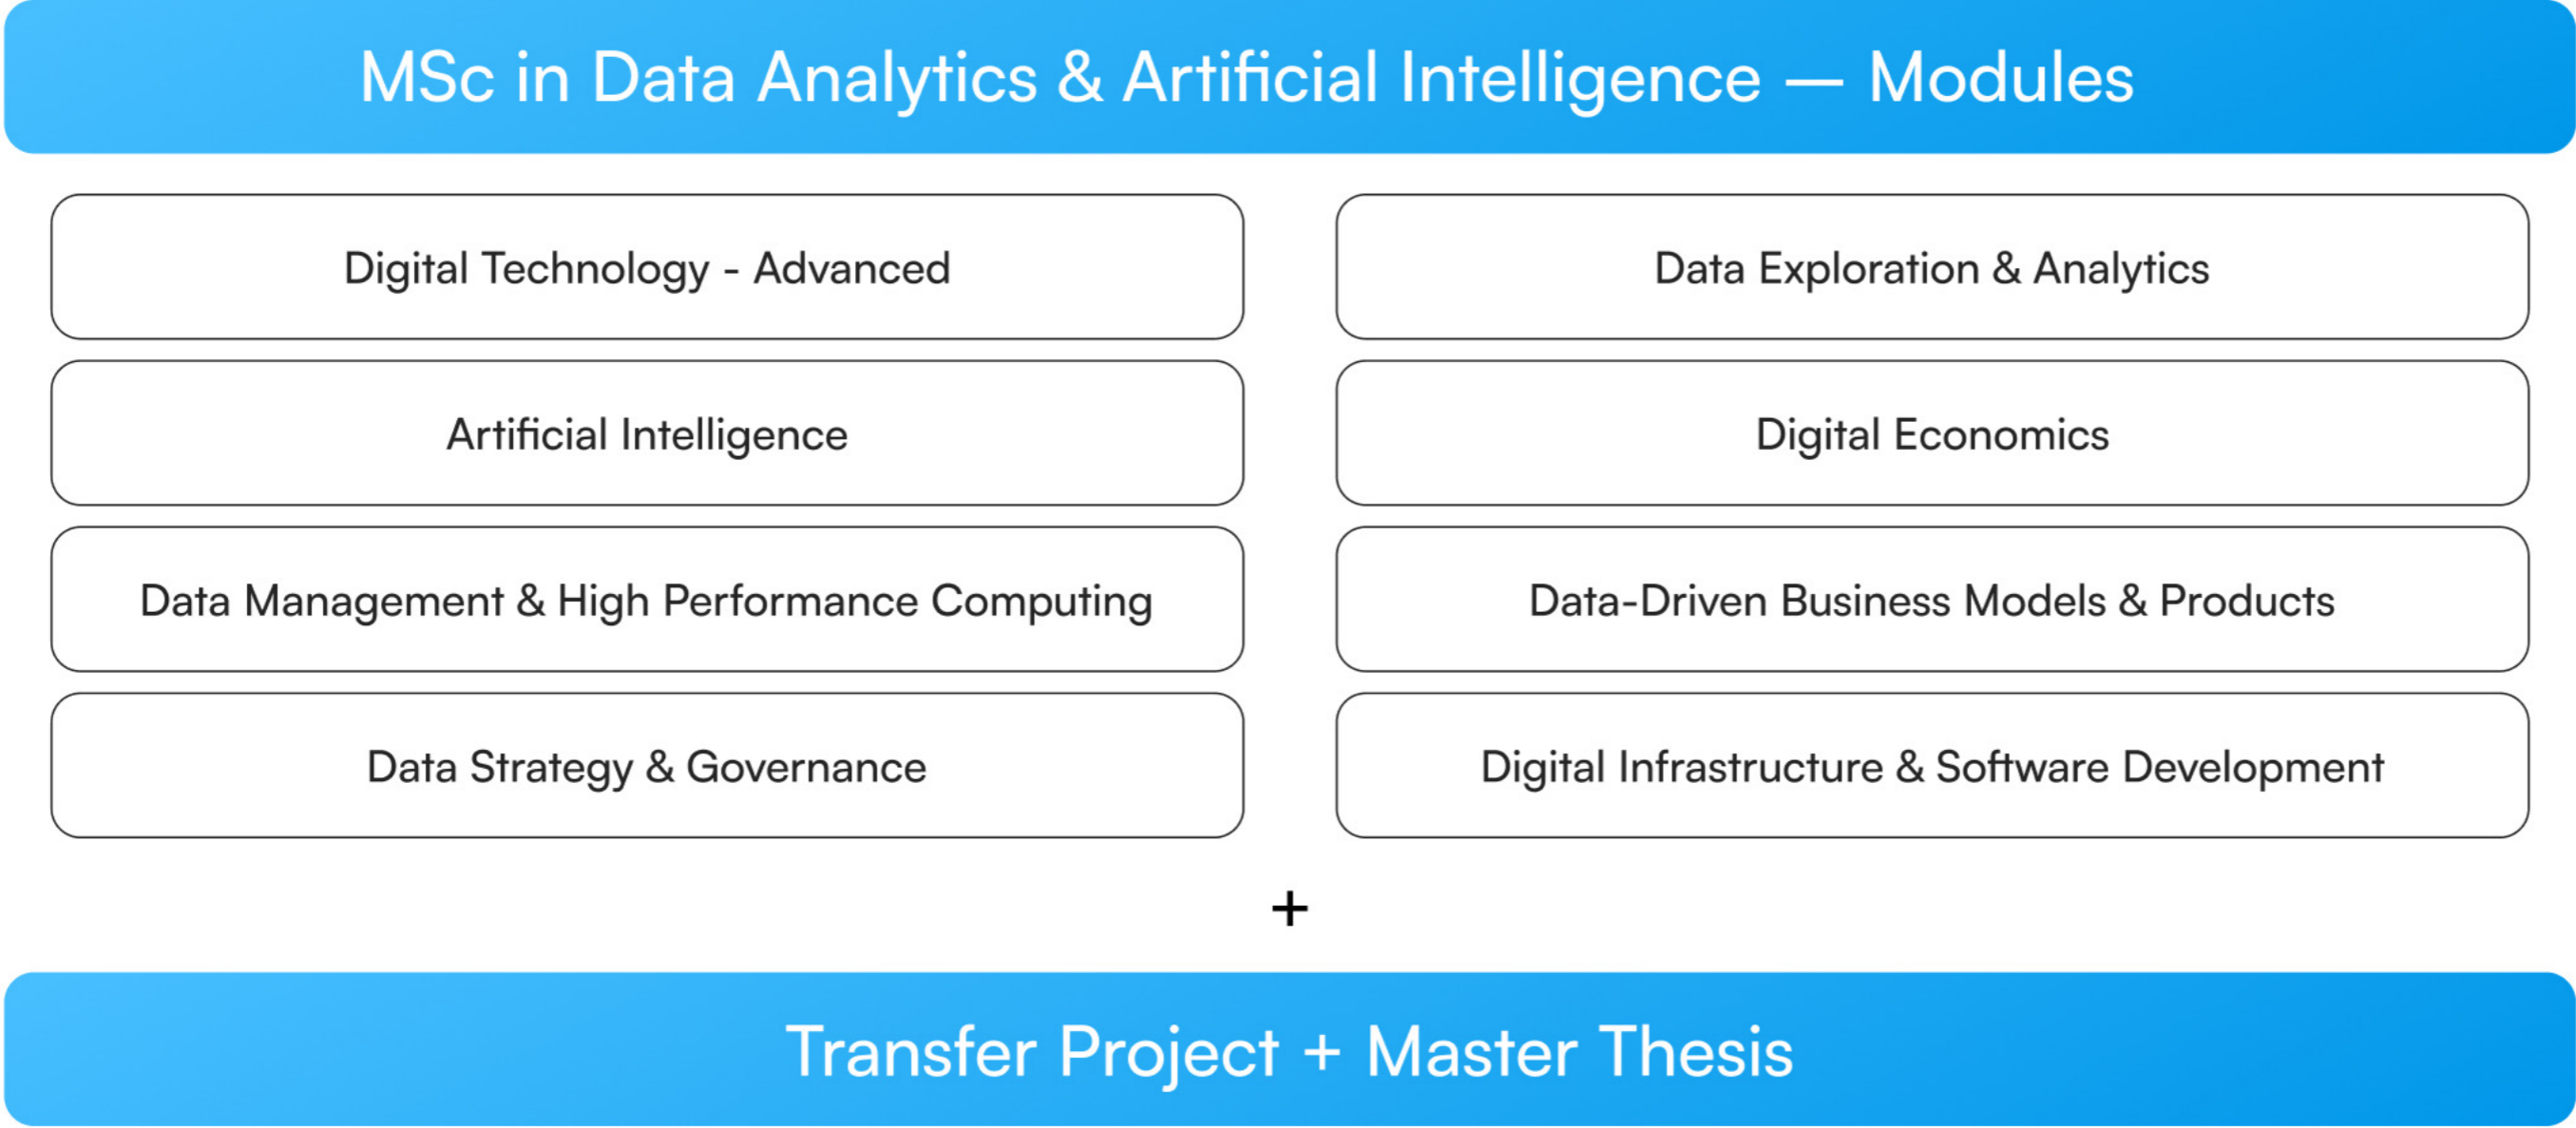 MSc in Data Analytics & Artificial Intelligence — Modules
Digital Technology - Advanced
Data Exploration & Analytics
Artificial Intelligence
Digital Economics
Data Management & High Performance Computing
Data-Driven Business Models & Products
Data Strategy & Governance
Digital Infrastructure & Software Development
+
Transfer Project + Master Thesis